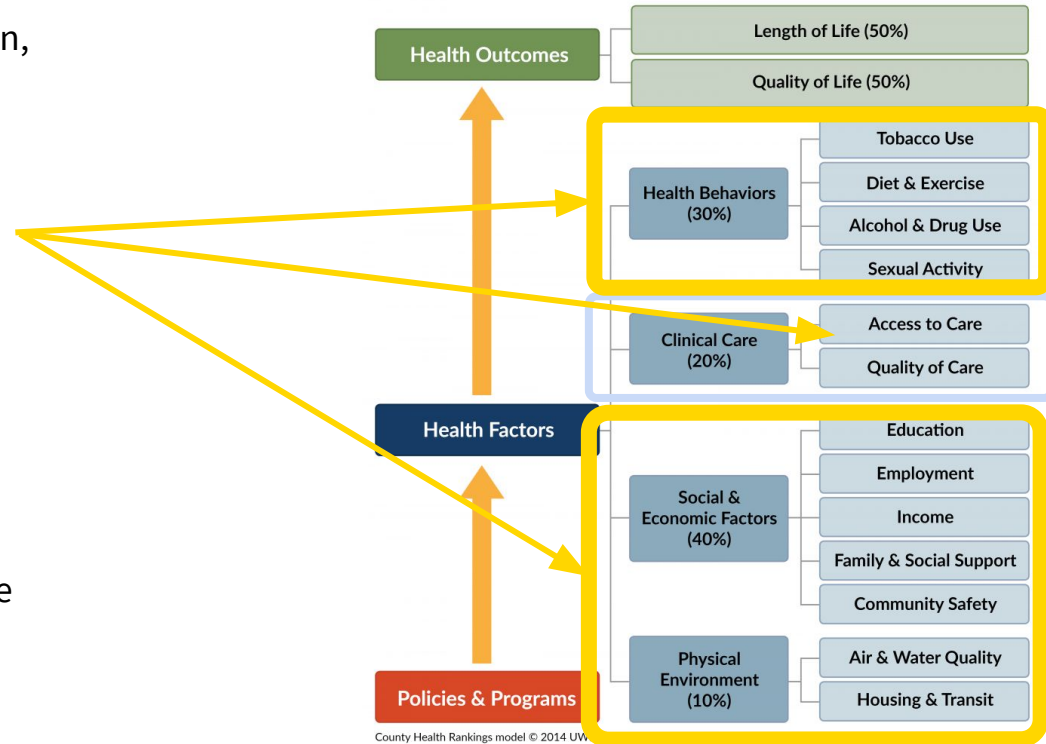 n,
e
Health Outcomes
Length of Life (50%)
Quality of Life (50%)
Health Behaviors
(30%)
Tobacco Use
Diet & Exercise
Alcohol & Drug Use
Sexual Activity
Clinical Care
(20%)
Access to Care
Quality of Care
Health Factors
Social &
Economic Factors
(40%)
Education
Employment
Income
Family & Social Support
Community Safety
Physical
Environment
(10%)
Air & Water Quality
Housing & Transit
Policies & Programs
County Health Rankings model © 2014 UW